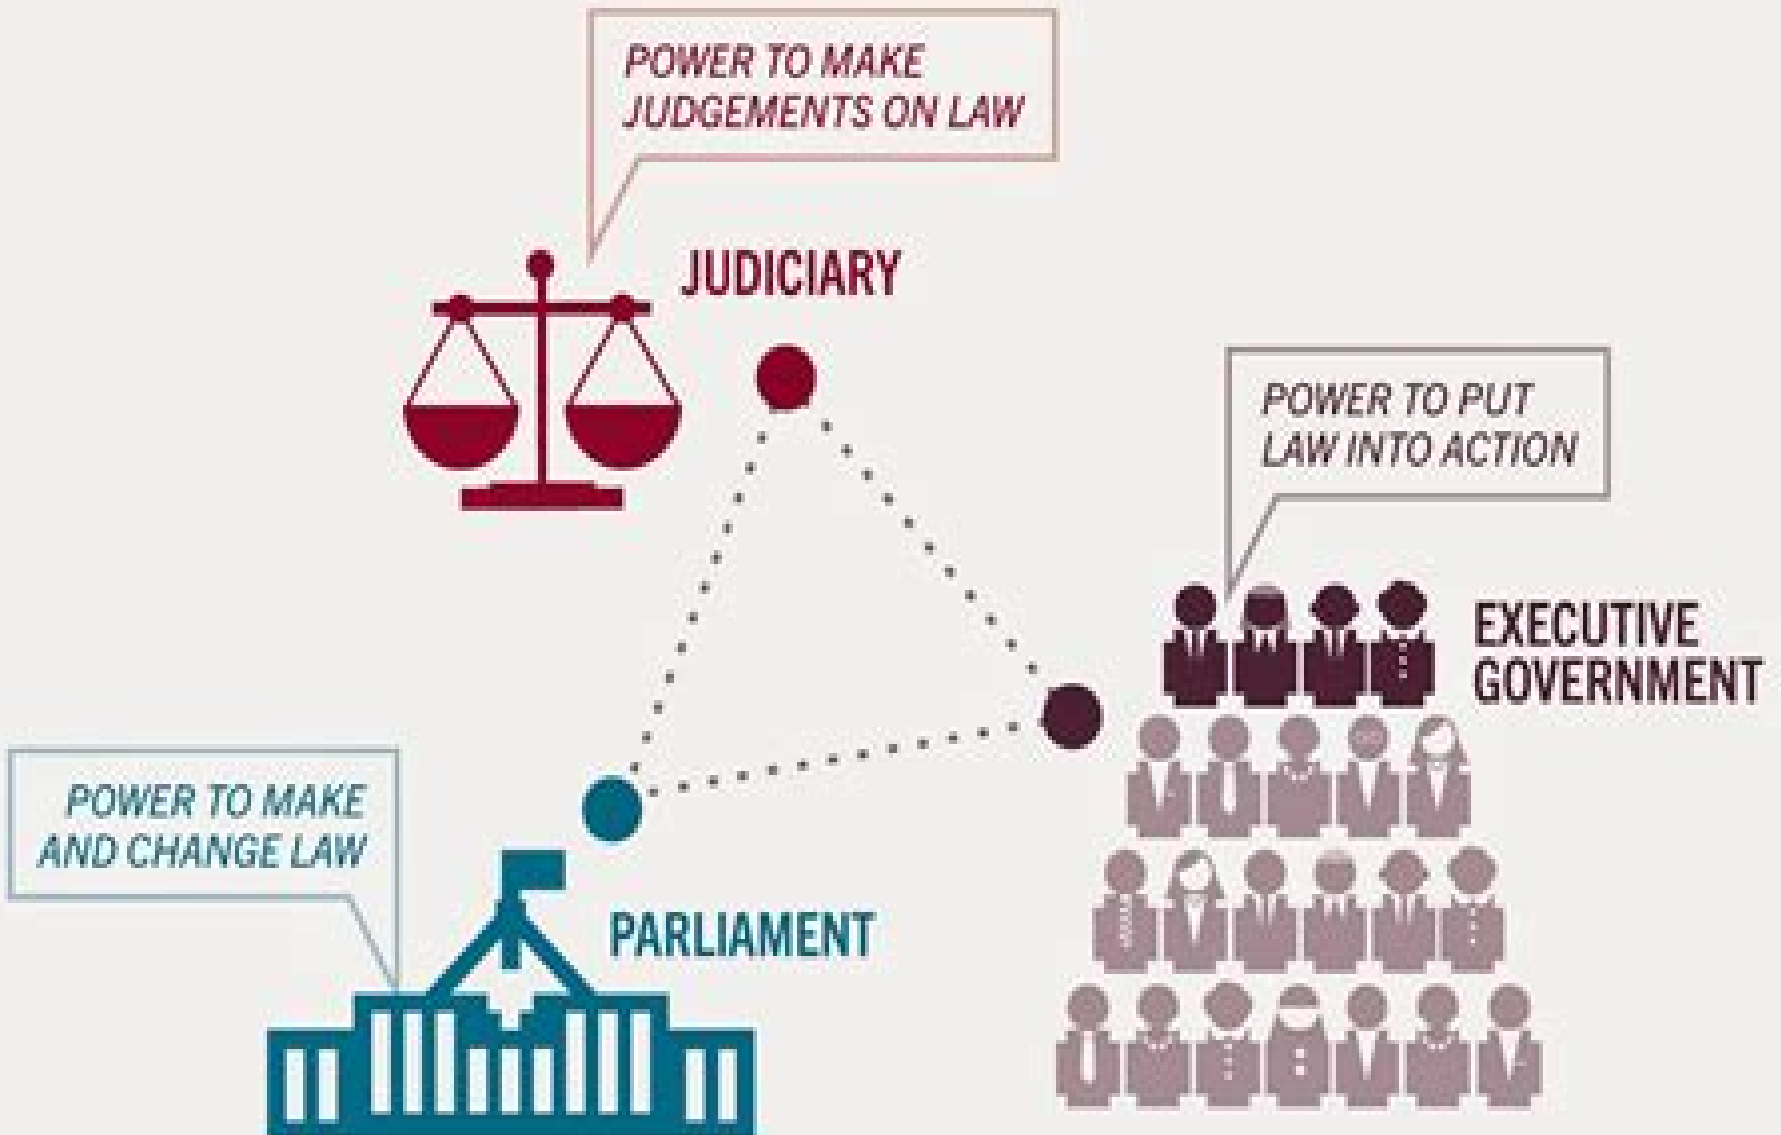 POWER TO MAKE
JUDGEMENTS ON LAW
JUDICIARY
POWER TO PUT
LAW INTO ACTION
EXECUTIVE
GOVERNMENT
POWER TO MAKE
AND CHANGE LAW
PARLIAMENT